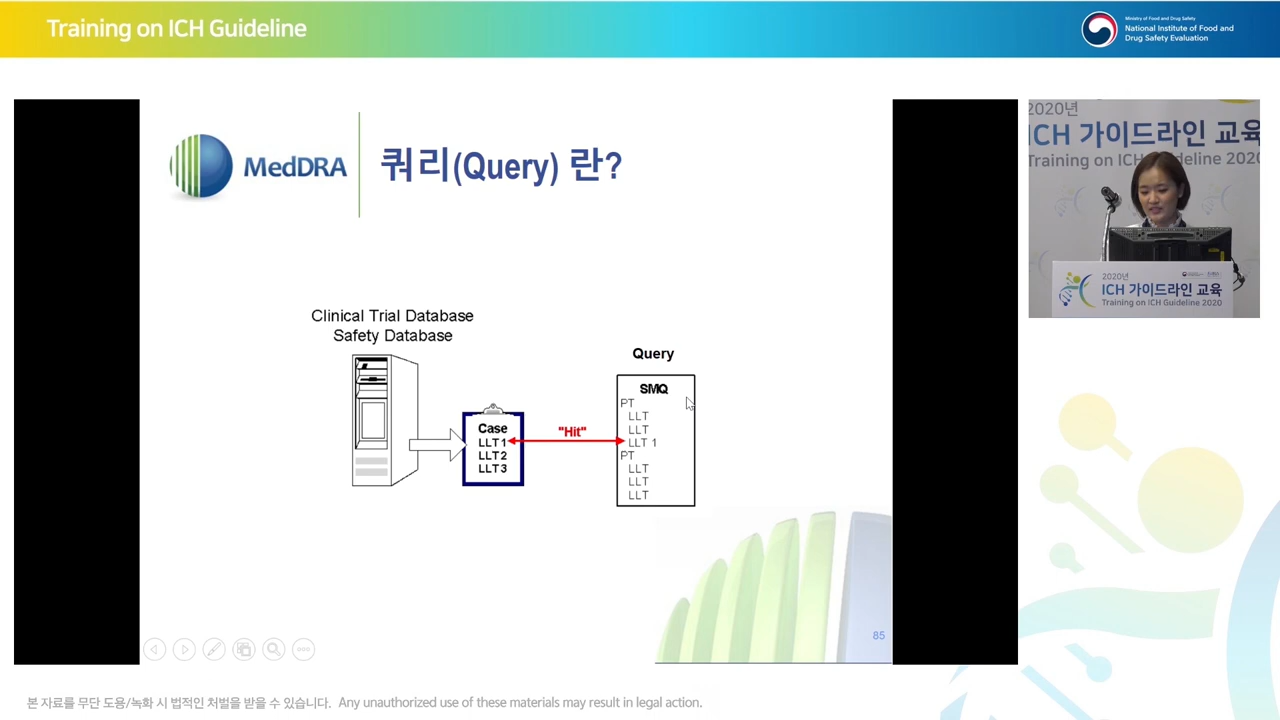 Training on ICH Guideline
Ministry of Food and Drug Safety
National Institute of Food and
Drug Safety Evaluation
MedDRA
쿼리(Query) 란?
Clinical Trial Database
Safety Database
Case
LLT1
LLT2
LLT3
"Hit"
Query
SMQ
PT
LLT
LLT
LLT 1
PT
LLT
LLT
LLT
85
2020년
ICH 가이드라인 교육
Training on ICH Guideline 2020
2020년
ICH 가이드라인 교육
Training on ICH Guideline 2020
본 자료를 무단 도용/녹화 시 법적인 처벌을 받을 수 있습니다. Any unauthorized use of these materials may result in legal action.